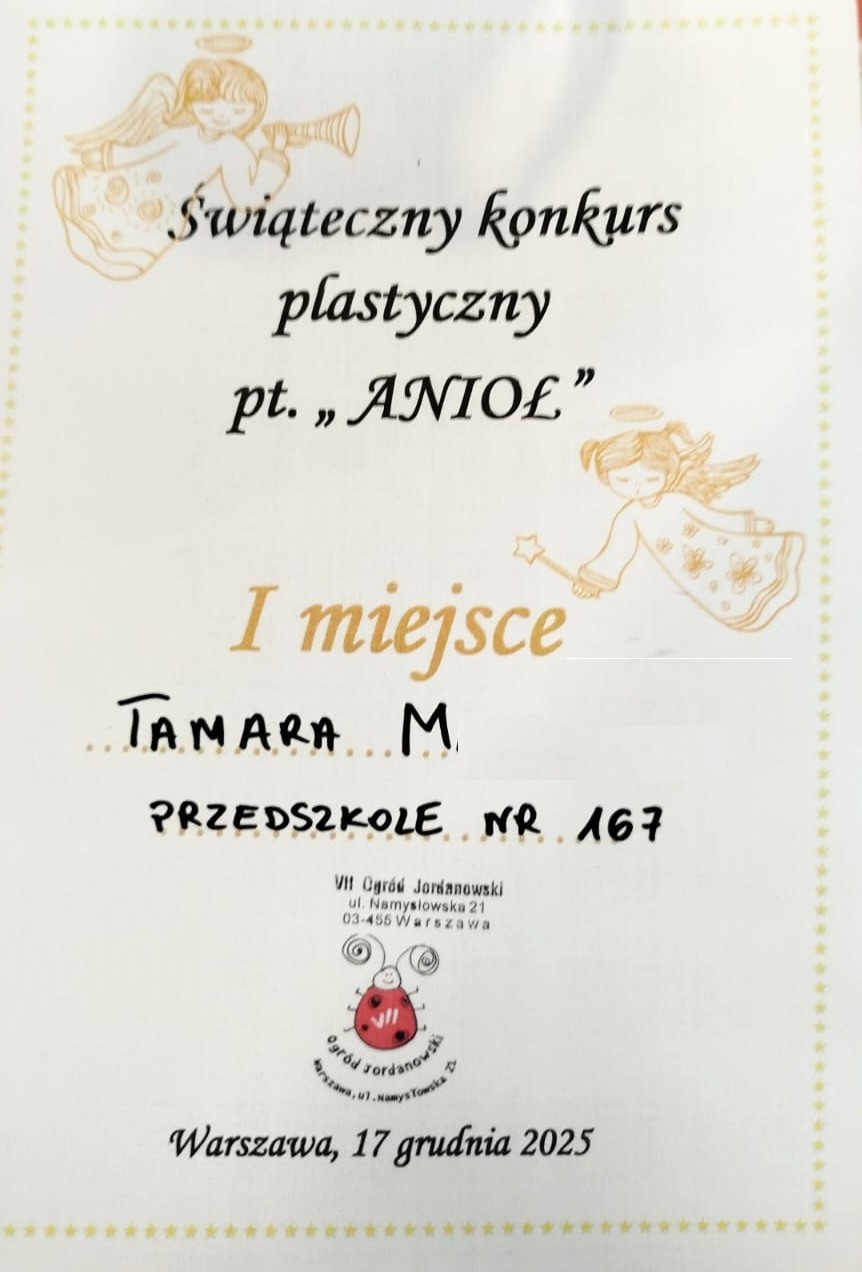 Świąteczny konkurs
plastyczny
pt. „ANIOŁ”
I miejsce
TAMARA M
PRZEDSZKOLE NR 167
VII Ogród Jordanowski
ul. Namysłowska 21
03-455 Warszawa
VII
Ogród Jordanowski
Warszawa, ul. Namysłowska 21
Warszawa, 17 grudnia 2025